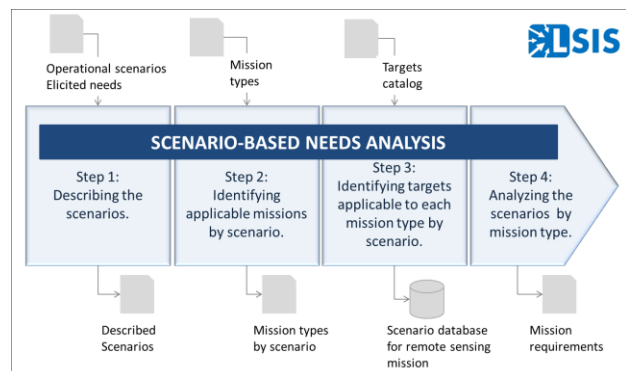 LSIS
Operational scenarios
Elicited needs
Mission
types
Targets
catalog
SCENARIO-BASED NEEDS ANALYSIS
Step 1:
Describing the
scenarios.
Step 2:
Identifying
applicable missions
by scenario.
Step 3:
Identifying targets
applicable to each
mission type by
scenario.
Step 4:
Analyzing the
scenarios by
mission type.
Described
Scenarios
Mission types
by scenario
Scenario database
for remote sensing
mission
Mission
requirements